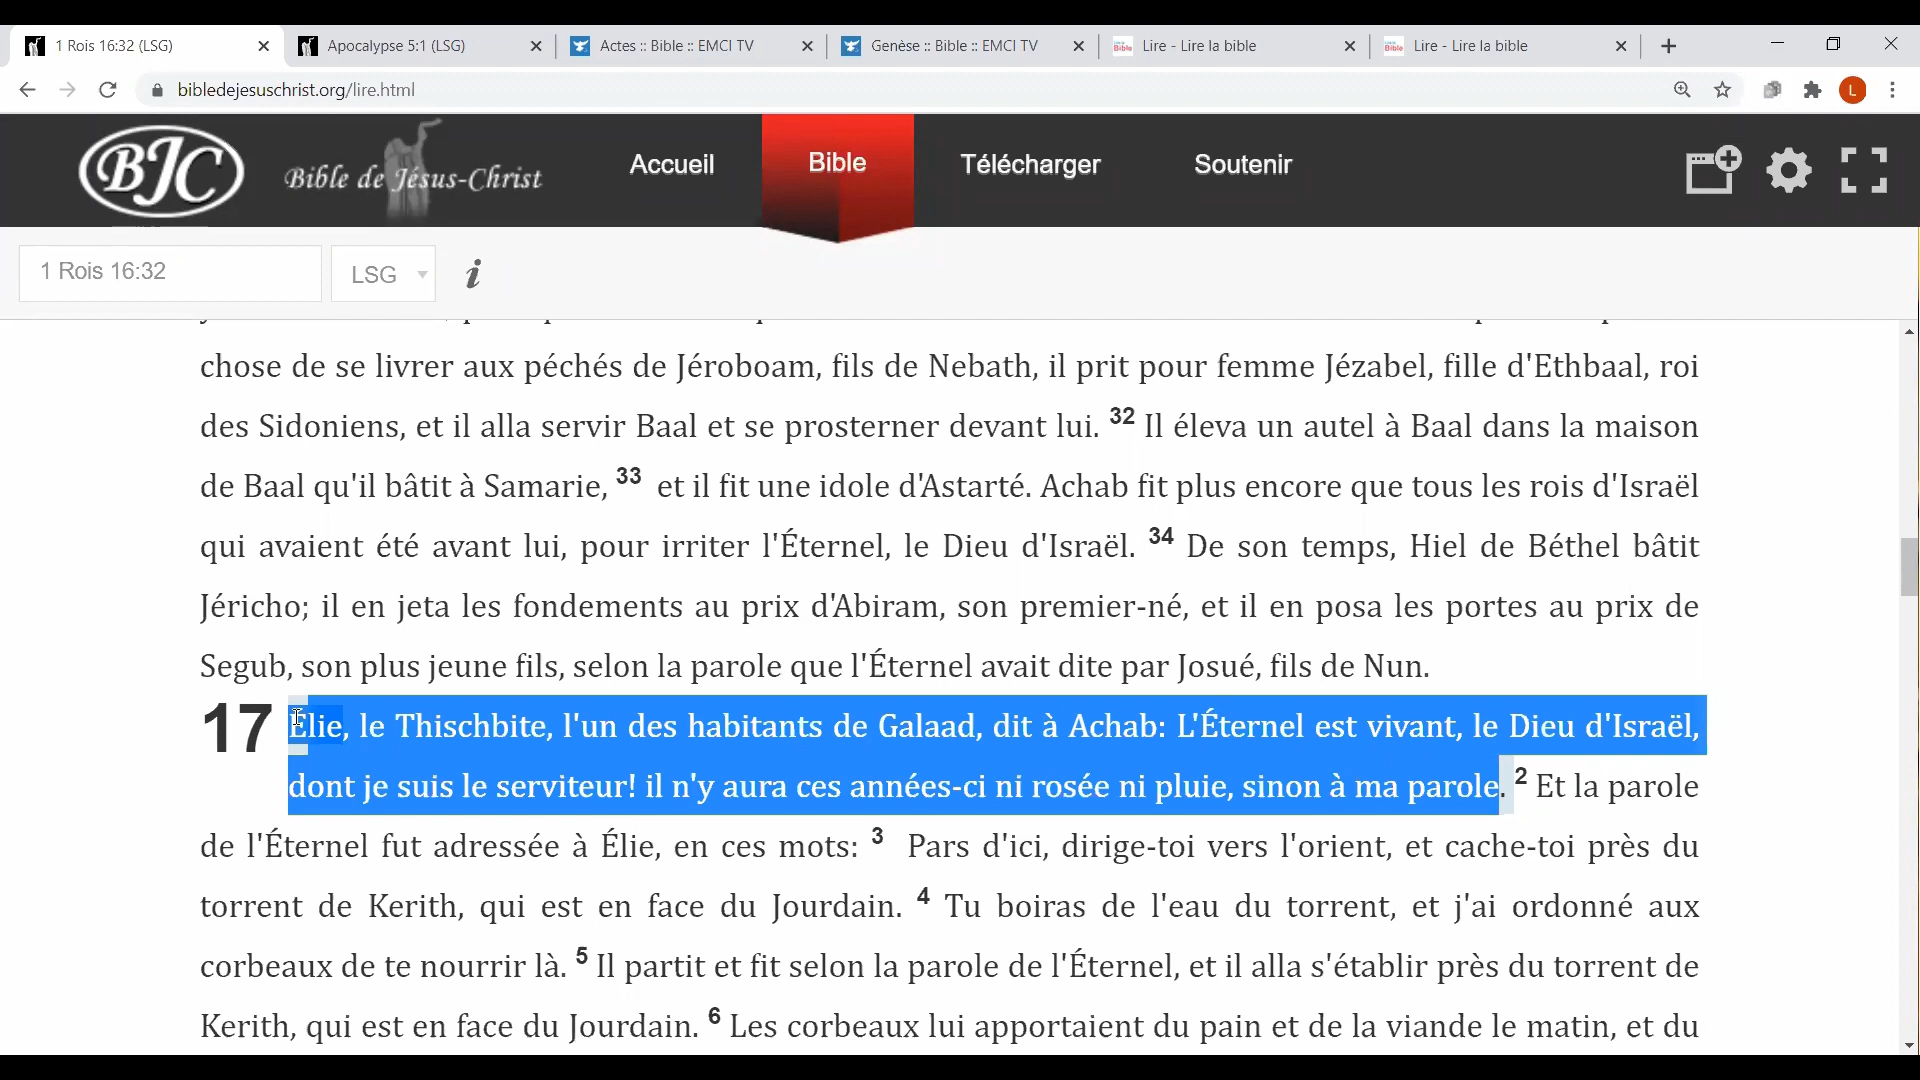 1 Rois 16:32 (LSG)
Apocalypse 5:1 (LSG)
Actes :: Bible :: EMCI TV
Genèse :: Bible :: EMCI TV
Lire - Lire la bible
Lire - Lire la bible
bibledejesuschrist.org/lire.html
L
BJC
Bible de Jésus-Christ
Accueil
Bible
Télécharger
Soutenir
1 Rois 16:32
LSG
i
chose de se livrer aux péchés de Jéroboam, fils de Nebath, il prit pour femme Jézabel, fille d'Ethbaal, roi
des Sidoniens, et il alla servir Baal et se prosterner devant lui. 32 Il éleva un autel à Baal dans la maison
de Baal qu'il bâtit à Samarie, 33 et il fit une idole d'Astarté. Achab fit plus encore que tous les rois d'Israël
qui avaient été avant lui, pour irriter l'Éternel, le Dieu d'Israël. 34 De son temps, Hiel de Béthel bâtit
Jéricho; il en jeta les fondements au prix d'Abiram, son premier-né, et il en posa les portes au prix de
Segub, son plus jeune fils, selon la parole que l'Éternel avait dite par Josué, fils de Nun.
17 Élie, le Thischbite, l'un des habitants de Galaad, dit à Achab: L'Éternel est vivant, le Dieu d'Israël,
dont je suis le serviteur! il n'y aura ces années-ci ni rosée ni pluie, sinon à ma parole. 2 Et la parole
de l'Éternel fut adressée à Élie, en ces mots: 3 Pars d'ici, dirige-toi vers l'orient, et cache-toi près du
torrent de Kerith, qui est en face du Jourdain. 4 Tu boiras de l'eau du torrent, et j'ai ordonné aux
corbeaux de te nourrir là. 5 Il partit et fit selon la parole de l'Éternel, et il alla s'établir près du torrent de
Kerith, qui est en face du Jourdain. 6 Les corbeaux lui apportaient du pain et de la viande le matin, et du